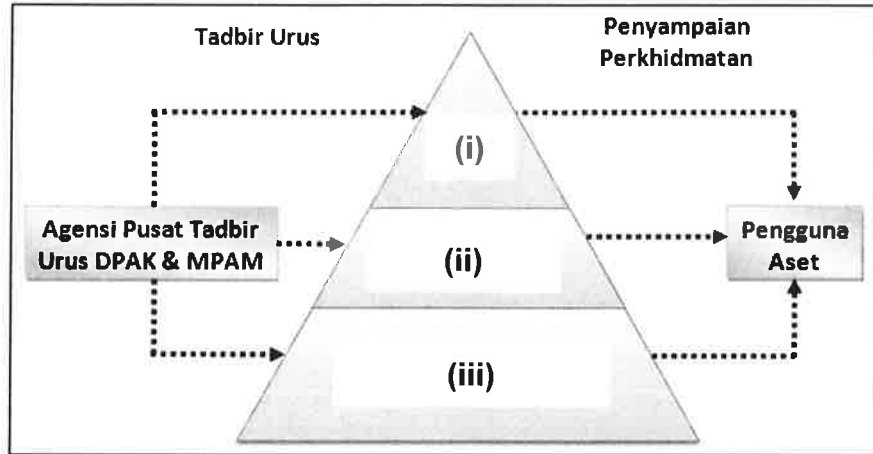 Tadbir Urus
Penyampaian
Perkhidmatan
(i)
Agensi Pusat Tadbir
Urus DPAK & MPAM
(ii)
Pengguna
Aset
(iii)